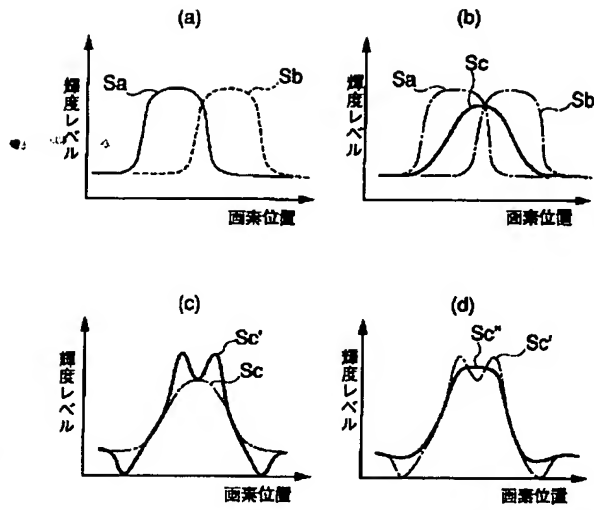 (a)
Sa
Sb
輝度レベル
画素位置
(b)
Sa
Sc
Sb
輝度レベル
画素位置
(c)
Sc'
Sc
輝度レベル
画素位置
(d)
Sc"
Sc'
輝度レベル
画素位置